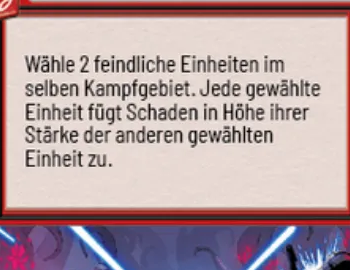 Wähle 2 feindliche Einheiten im
selben Kampfgebiet. Jede gewählte
Einheit fügt Schaden in Höhe ihrer
Stärke der anderen gewählten
Einheit zu.